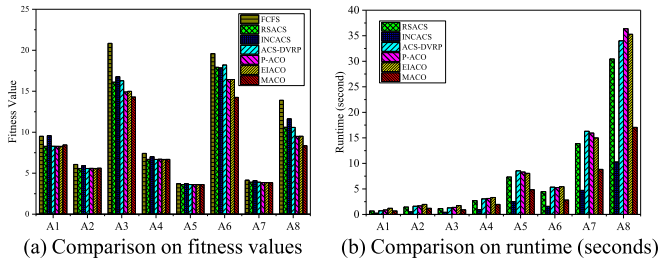 25
20
15
10
5
0
Fitness Value
FCFS
RSACS
INCACS
ACS-DVRP
P-ACO
EIACO
MACO
A1 A2 A3 A4 A5 A6 A7 A8
(a) Comparison on fitness values
40
35
30
25
20
15
10
5
0
Runtime (second)
RSACS
INCACS
ACS-DVRP
P-ACO
EIACO
MACO
A1 A2 A3 A4 A5 A6 A7 A8
(b) Comparison on runtime (seconds)